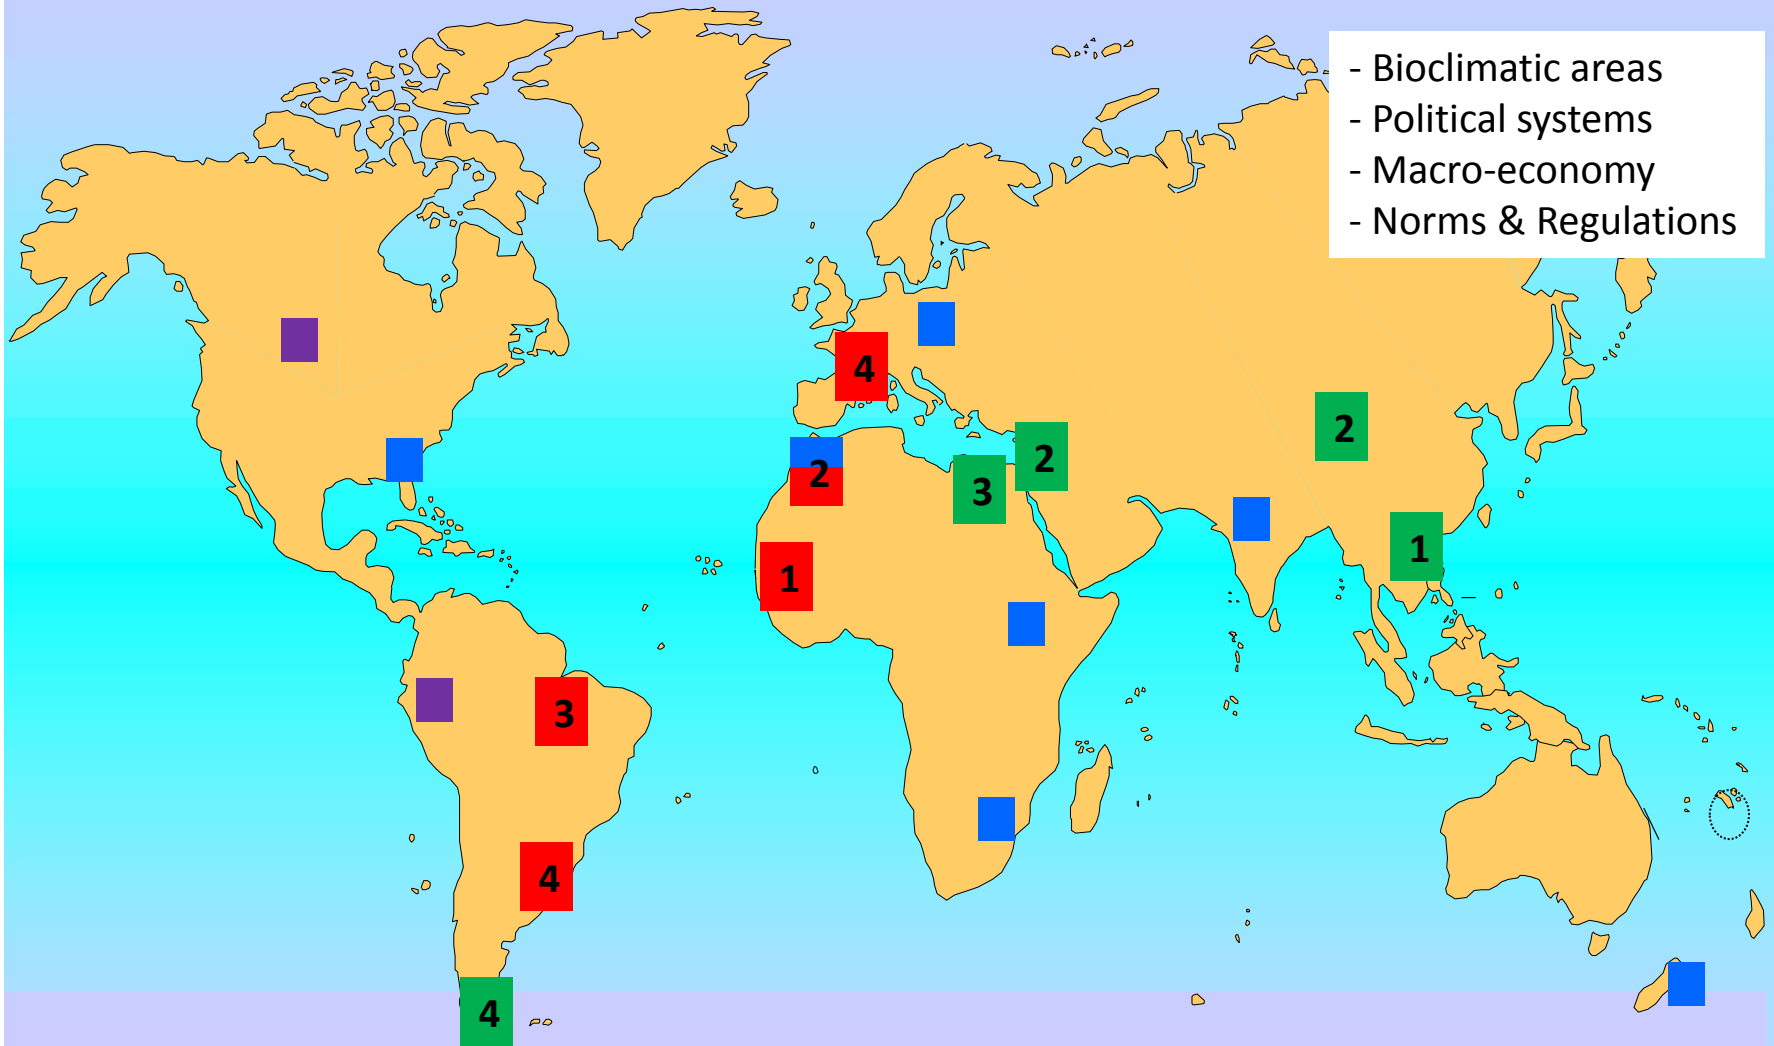 - Bioclimatic areas
- Political systems
- Macro-economy
- Norms & Regulations
4
2
2
2
3
1
1
3
4
4